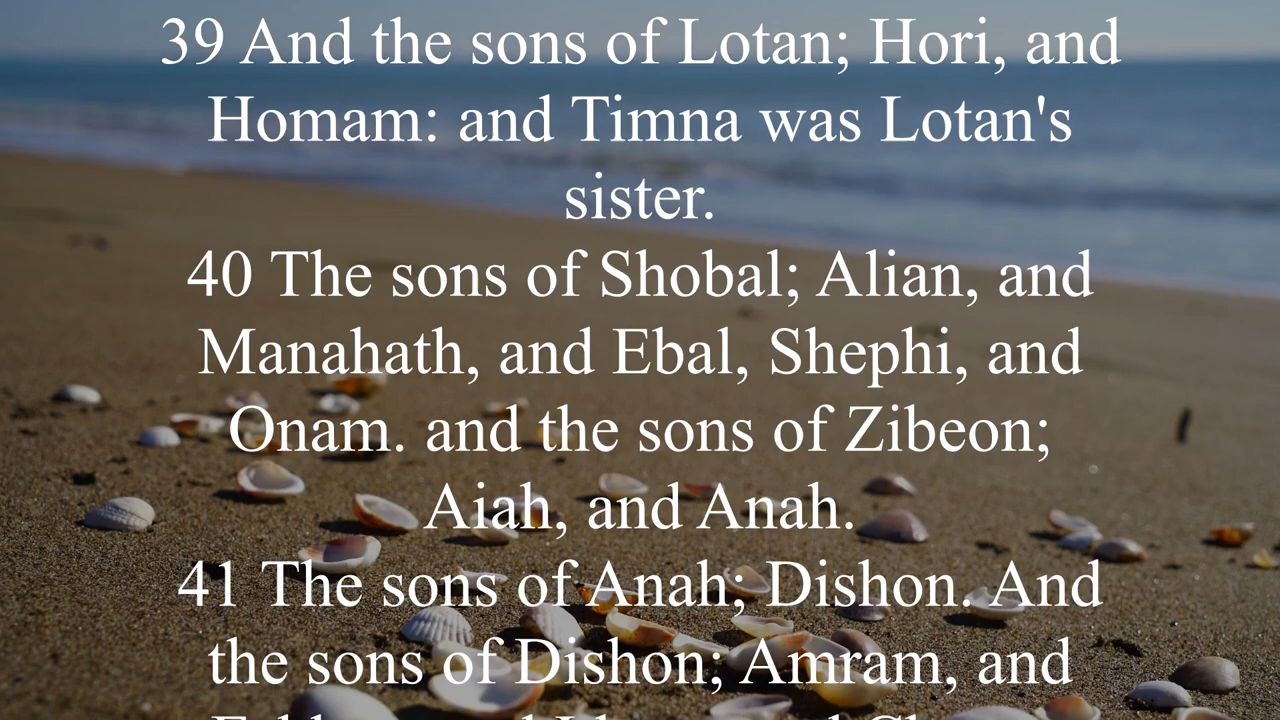 39 And the sons of Lotan; Hori, and
Homam: and Timna was Lotan's
sister.
40 The sons of Shobal; Alian, and
Manahath, and Ebal, Shephi, and
Onam. and the sons of Zibeon;
Aiah, and Anah.
41 The sons of Anah; Dishon. And
the sons of Dishon; Amram, and